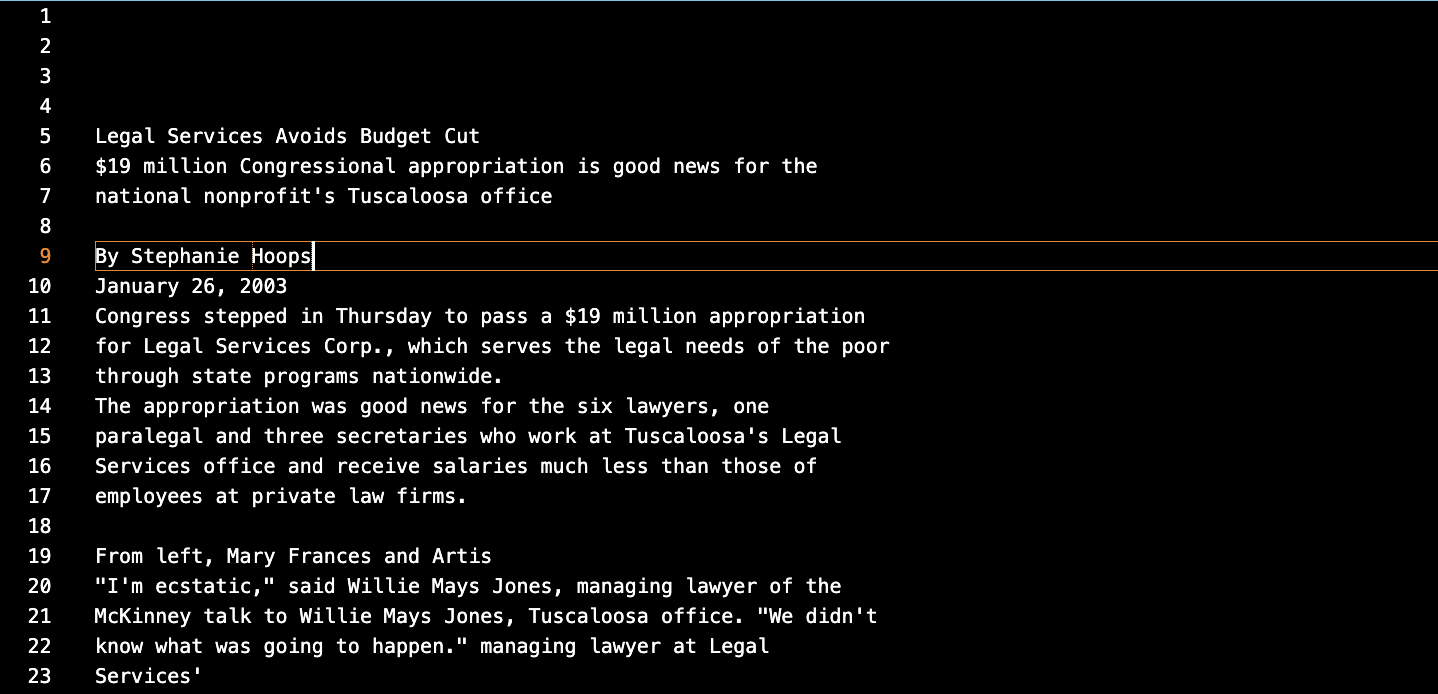 1
2
3
4
5 Legal Services Avoids Budget Cut
6 $19 million Congressional appropriation is good news for the
7 national nonprofit's Tuscaloosa office
8
9 By Stephanie Hoops
10 January 26, 2003
11 Congress stepped in Thursday to pass a $19 million appropriation
12 for Legal Services Corp., which serves the legal needs of the poor
13 through state programs nationwide.
14 The appropriation was good news for the six lawyers, one
15 paralegal and three secretaries who work at Tuscaloosa's Legal
16 Services office and receive salaries much less than those of
17 employees at private law firms.
18
19 From left, Mary Frances and Artis
20 "I'm ecstatic," said Willie Mays Jones, managing lawyer of the
21 McKinney talk to Willie Mays Jones, Tuscaloosa office. "We didn't
22 know what was going to happen." managing lawyer at Legal
23 Services'